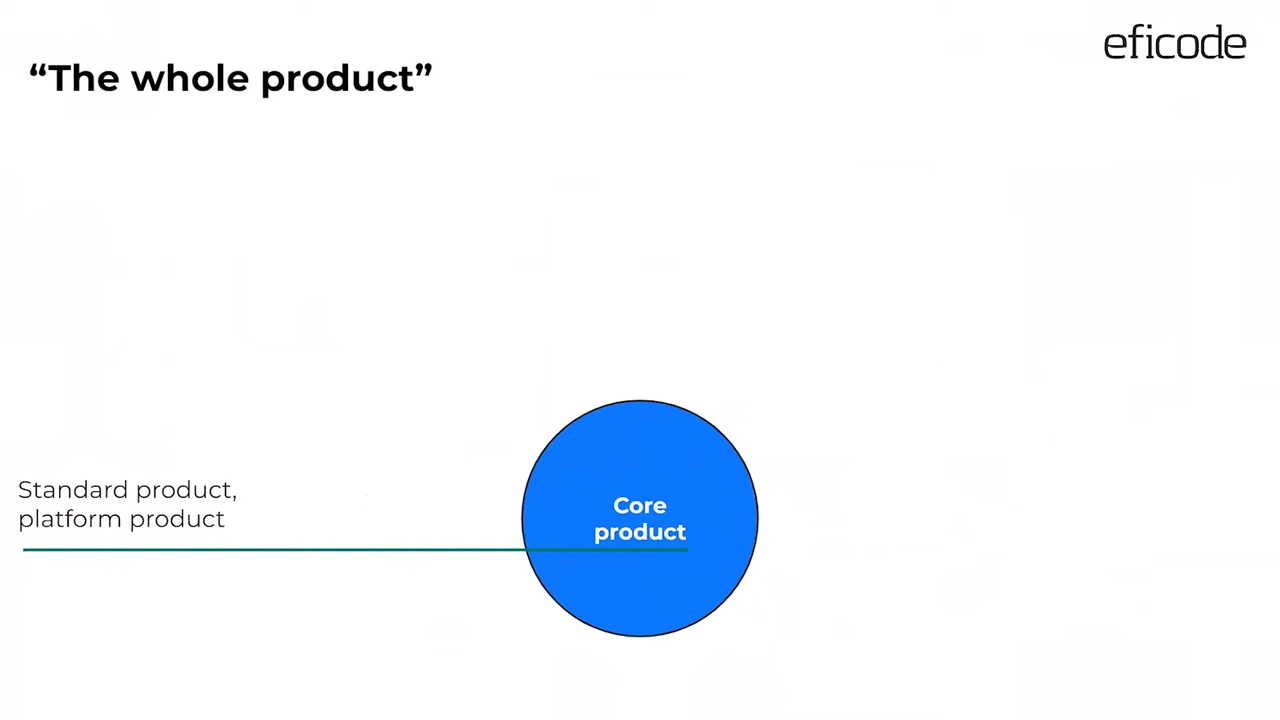 eficode
“The whole product”
Standard product,
platform product
Core
product